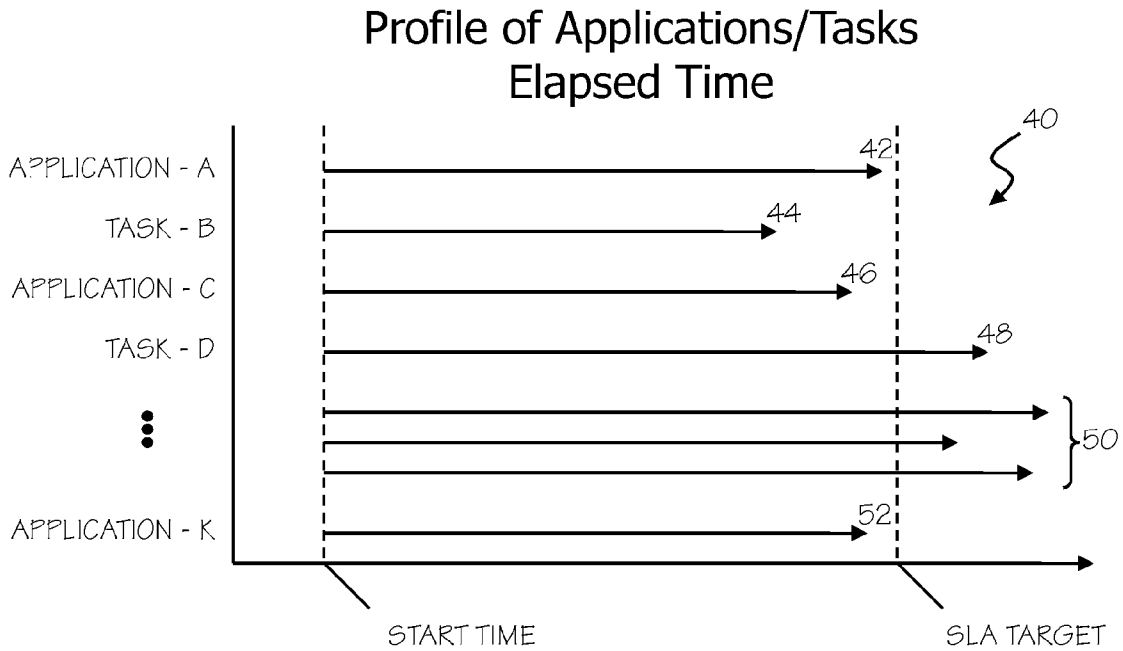 Profile of Applications/Tasks
Elapsed Time
40
APPLICATION - A
42
TASK - B
44
APPLICATION - C
46
TASK - D
48
50
APPLICATION - K
52
START TIME
SLA TARGET